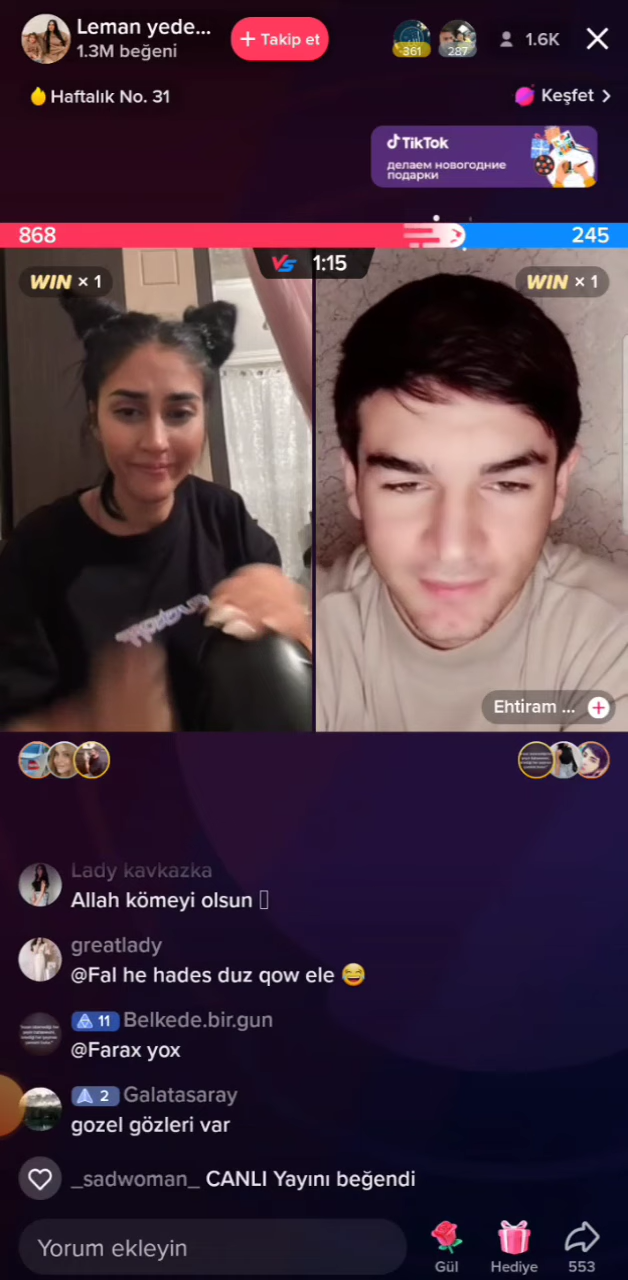 Leman yede...
1.3M beğeni
+ Takip et
361
287
1.6K
Haftalık No. 31
Keşfet >
TikTok
делаем новогодние
подарки
868
245
VS 1:15
WIN × 1
WIN × 1
Ehtiram ...
Lady kavkazka
Allah kömeyi olsun
greatlady
@Fal he hades duz qow ele 😂
11 Belkede.bir.gun
@Farax yox
2 Galatasaray
gozel gözleri var
_sadwoman_ CANLI Yayını beğendi
Yorum ekleyin
Gül
Hediye
553